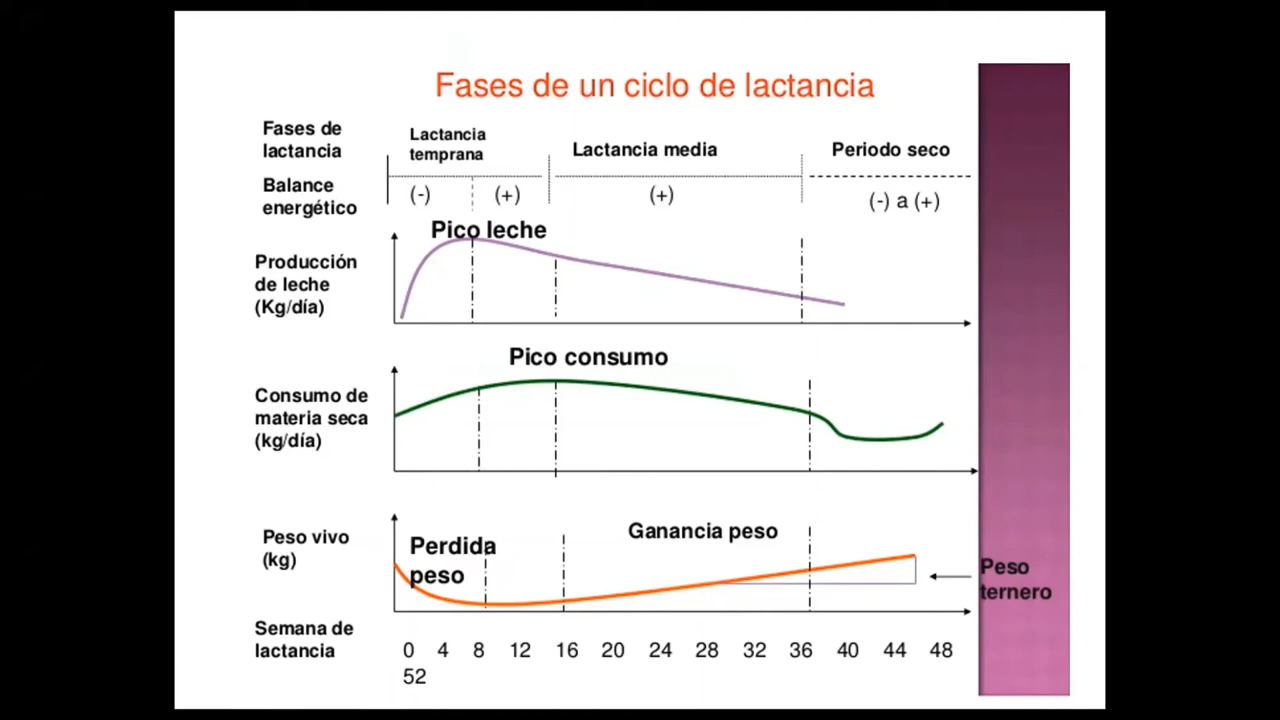 Fases de un ciclo de lactancia
Fases de
lactancia
Lactancia
temprana
Lactancia media
Periodo seco
Balance
energético
(-)
(+)
(+)
(-) a (+)
Pico leche
Producción
de leche
(Kg/día)
Pico consumo
Consumo de
materia seca
(kg/día)
Peso vivo
(kg)
Perdida
peso
Ganancia peso
Peso
ternero
Semana de
lactancia
0 4 8 12 16 20 24 28 32 36 40 44 48
52